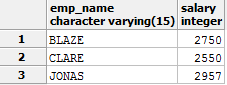 emp_name salary
character varying(15) integer
1 BLAZE 2750
2 CLARE 2550
3 JONAS 2957